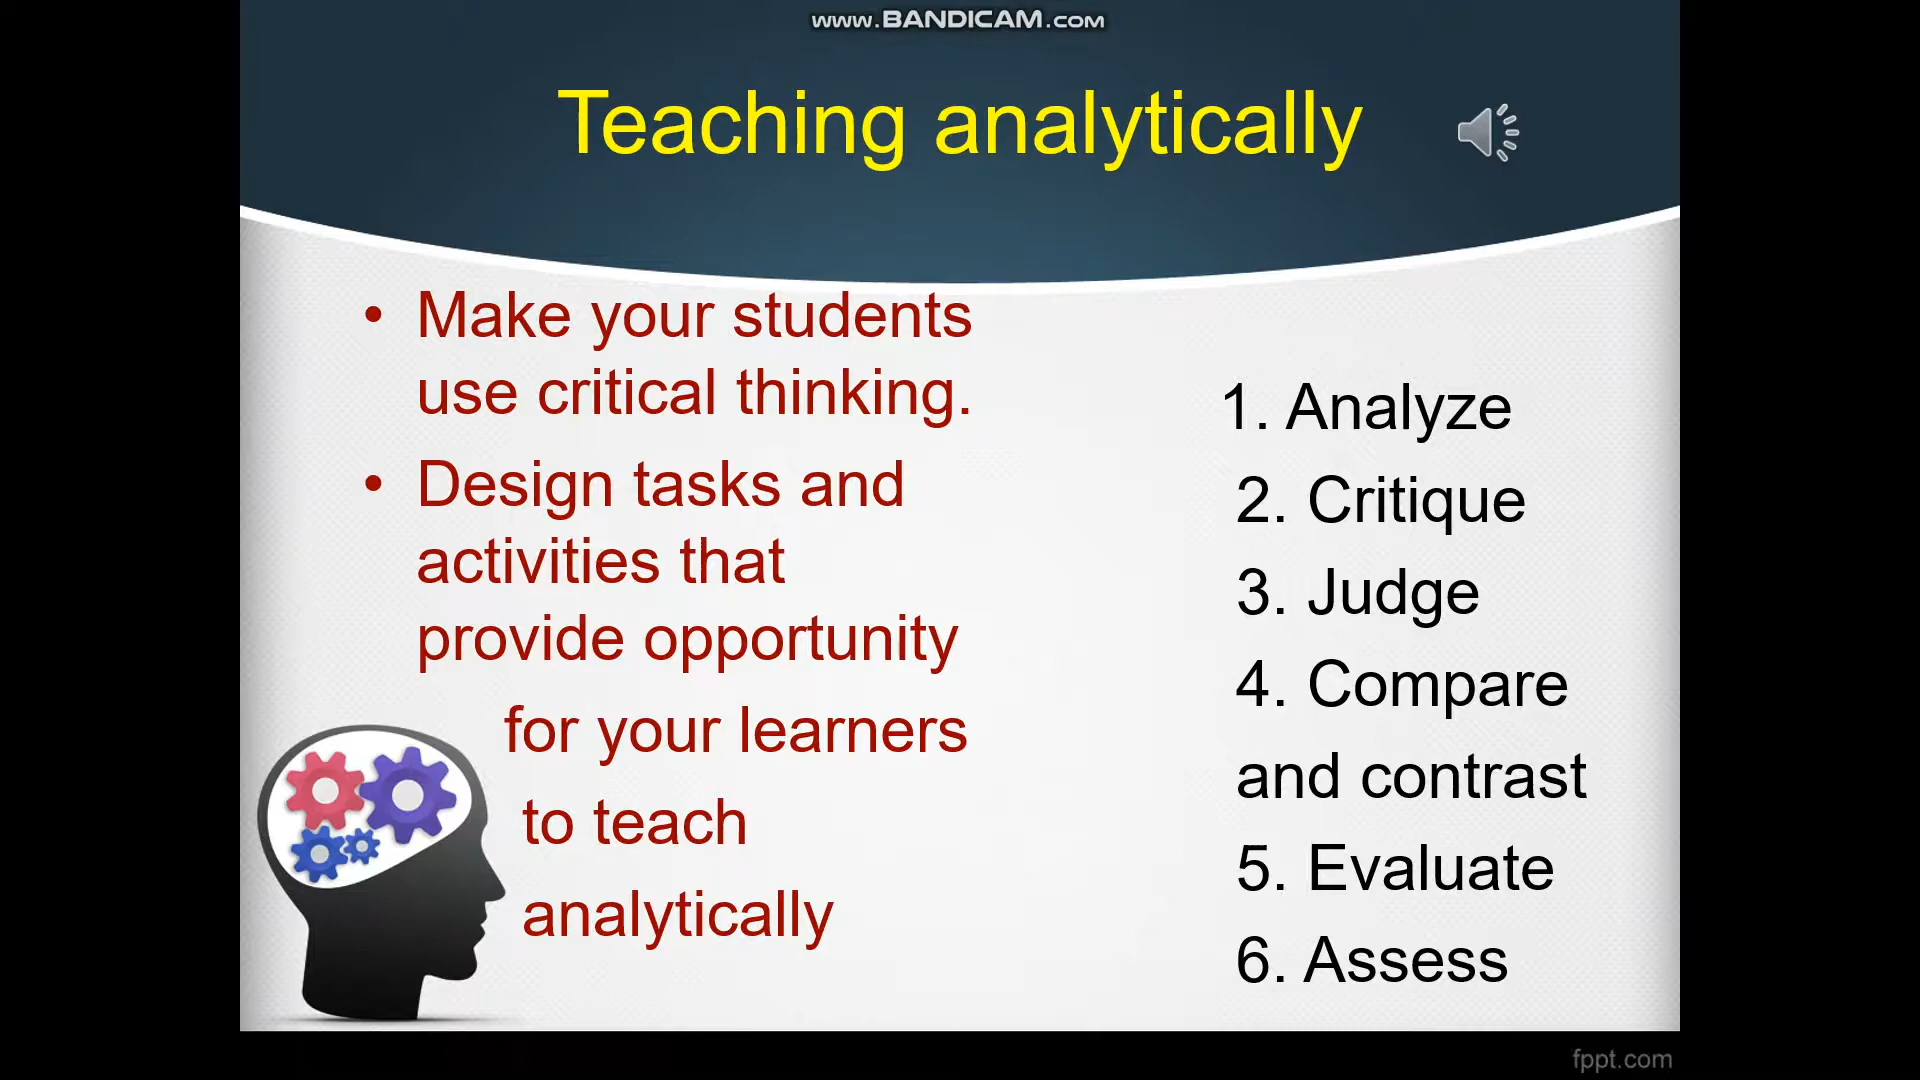 www.BANDICAM.com
Teaching analytically
• Make your students
use critical thinking.
• Design tasks and
activities that
provide opportunity
for your learners
to teach
analytically
1. Analyze
2. Critique
3. Judge
4. Compare
and contrast
5. Evaluate
6. Assess
fppt.com